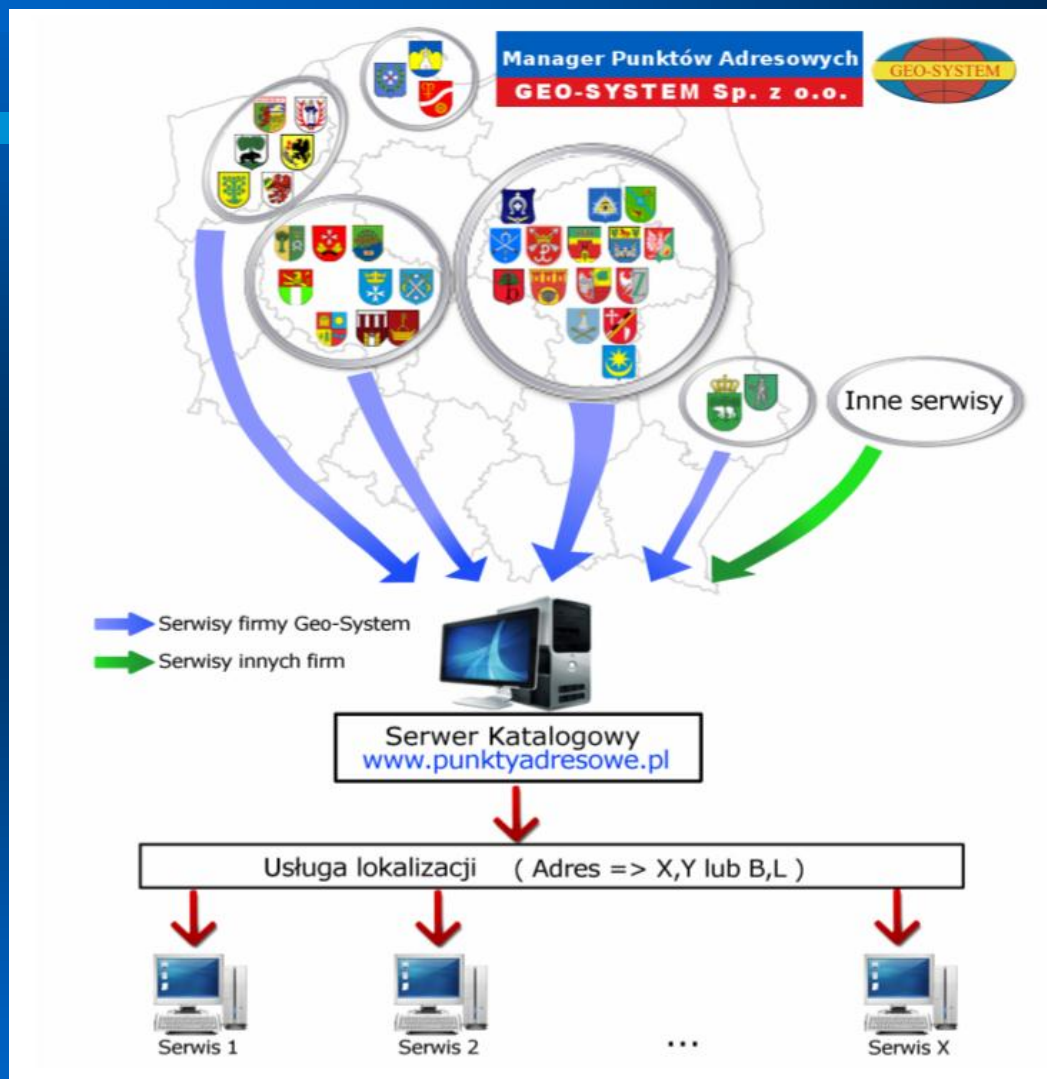 Manager Punktów Adresowych
GEO-SYSTEM Sp. z o.o.
GEO-SYSTEM
Inne serwisy
Serwisy firmy Geo-System
Serwisy innych firm
Serwer Katalogowy
www.punktyadresowe.pl
Usługa lokalizacji ( Adres => X,Y lub B,L )
Serwis 1
Serwis 2
...
Serwis X